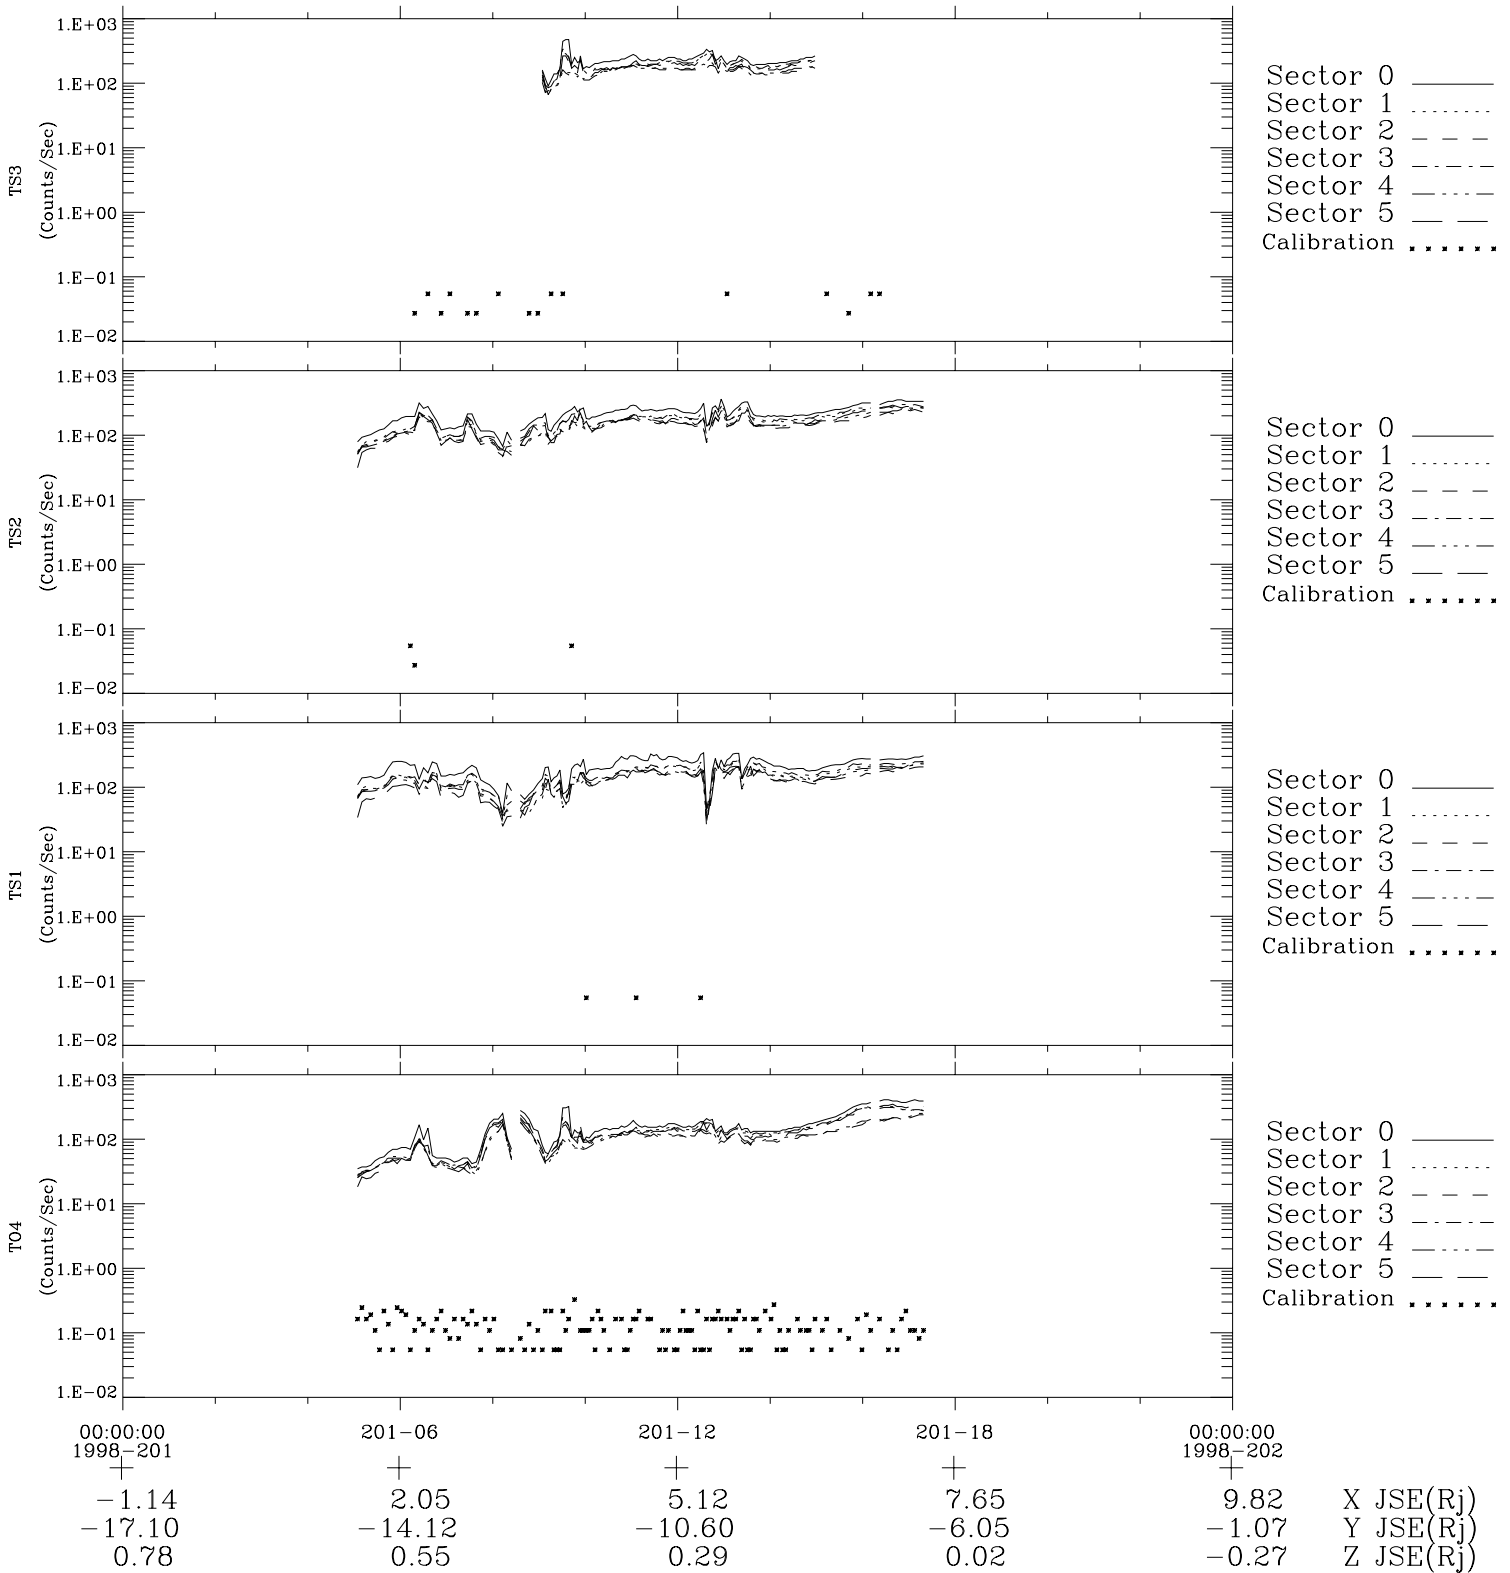 1.E+03
1.E+02
1.E+01
1.E+00
1.E-01
1.E-02
TS3
(Counts/Sec)
Sector 0
Sector 1
Sector 2
Sector 3
Sector 4
Sector 5
Calibration
1.E+03
1.E+02
1.E+01
1.E+00
1.E-01
1.E-02
TS2
(Counts/Sec)
Sector 0
Sector 1
Sector 2
Sector 3
Sector 4
Sector 5
Calibration
1.E+03
1.E+02
1.E+01
1.E+00
1.E-01
1.E-02
TS1
(Counts/Sec)
Sector 0
Sector 1
Sector 2
Sector 3
Sector 4
Sector 5
Calibration
1.E+03
1.E+02
1.E+01
1.E+00
1.E-01
1.E-02
TO4
(Counts/Sec)
Sector 0
Sector 1
Sector 2
Sector 3
Sector 4
Sector 5
Calibration
00:00:00 201-06 201-12 201-18 00:00:00
1998-201 1998-202
-1.14 2.05 5.12 7.65 9.82 X JSE(Rj)
-17.10 -14.12 -10.60 -6.05 -1.07 Y JSE(Rj)
0.78 0.55 0.29 0.02 -0.27 Z JSE(Rj)